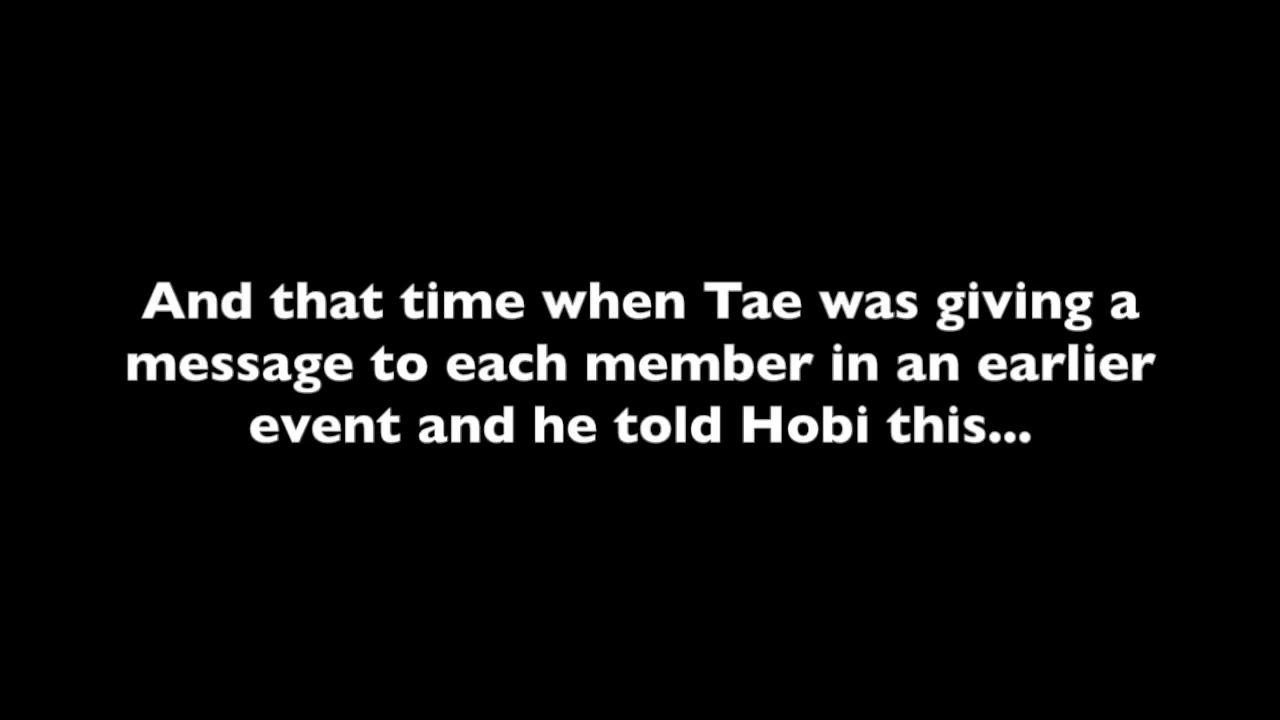 And that time when Tae was giving a
message to each member in an earlier
event and he told Hobi this...